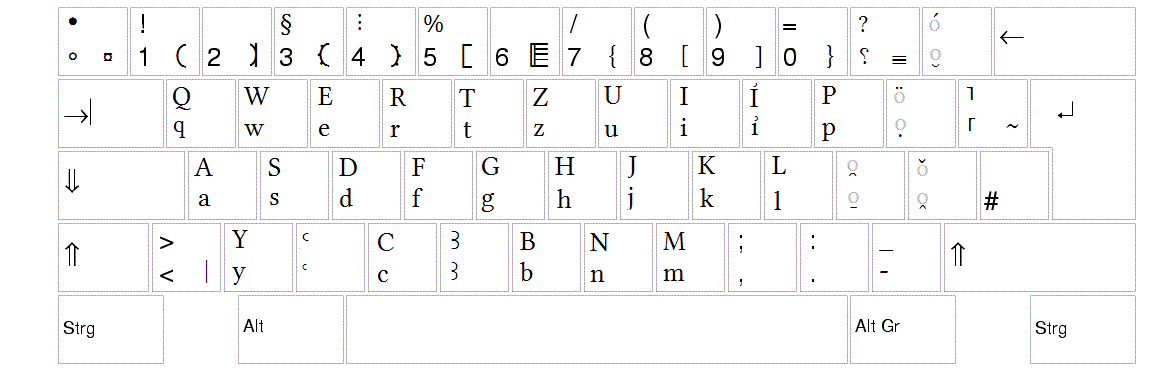 • ! § ⋮ % / ( ) = ? ó ←
∘ ¤ 1 ( 2 3 { 4 } 5 [ 6 7 { 8 [ 9 ] 0 } ⸮ ≡
→| Q W E R T Z U I Ỉ P ö ˥ ↵
q w e r t z u i ỉ p ọ ~
⇓ A S D F G H J K L ǒ
a s d f g h j k l o̱ #
⇑ > Y C B N M ; : _ ⇑
< | y c b n m , . -
Strg Alt Alt Gr Strg